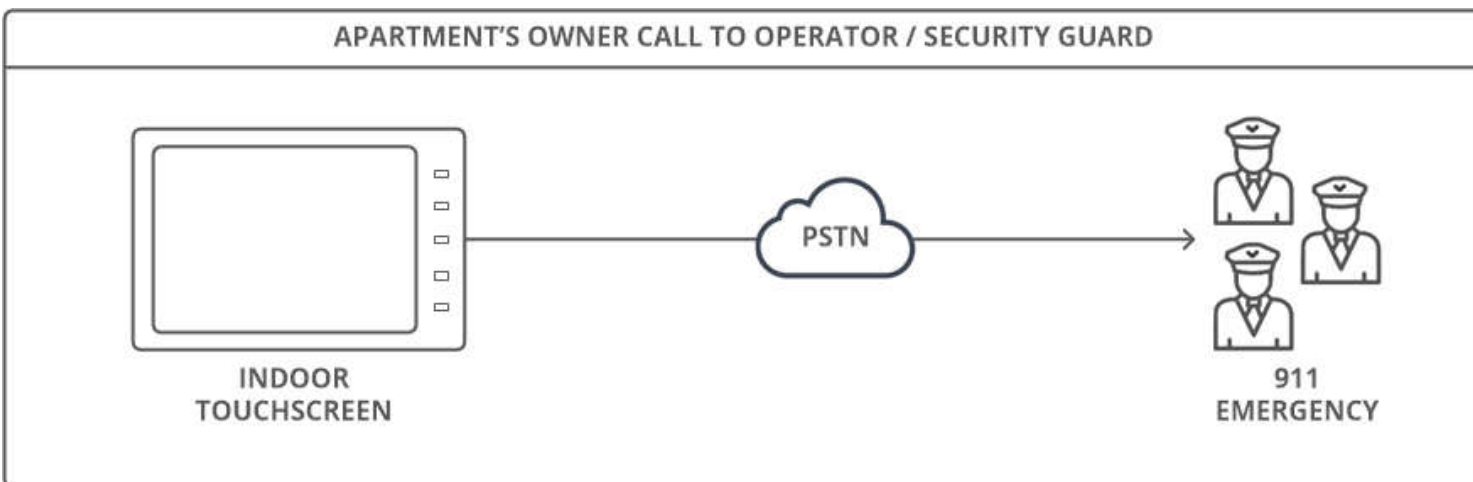 APARTMENT’S OWNER CALL TO OPERATOR / SECURITY GUARD
PSTN
INDOOR
TOUCHSCREEN
911
EMERGENCY